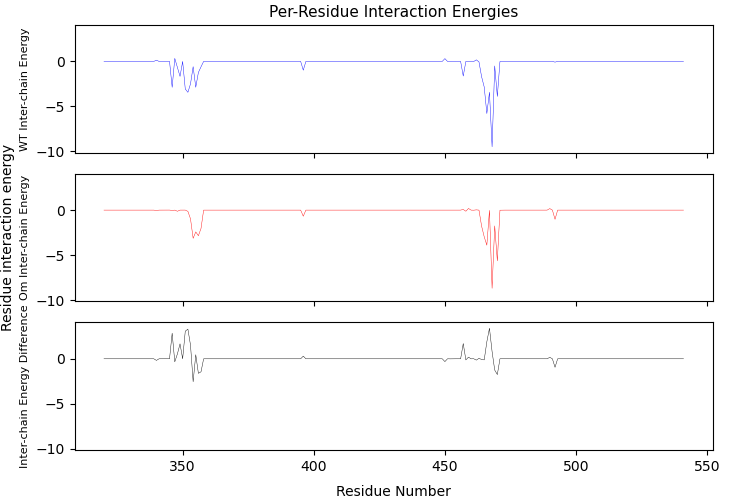 Per-Residue Interaction Energies
Residue interaction energy
WT Inter-chain Energy
0
−5
−10
Om Inter-chain Energy
0
−5
−10
Inter-chain Energy Difference
0
−5
−10
350
400
450
500
550
Residue Number